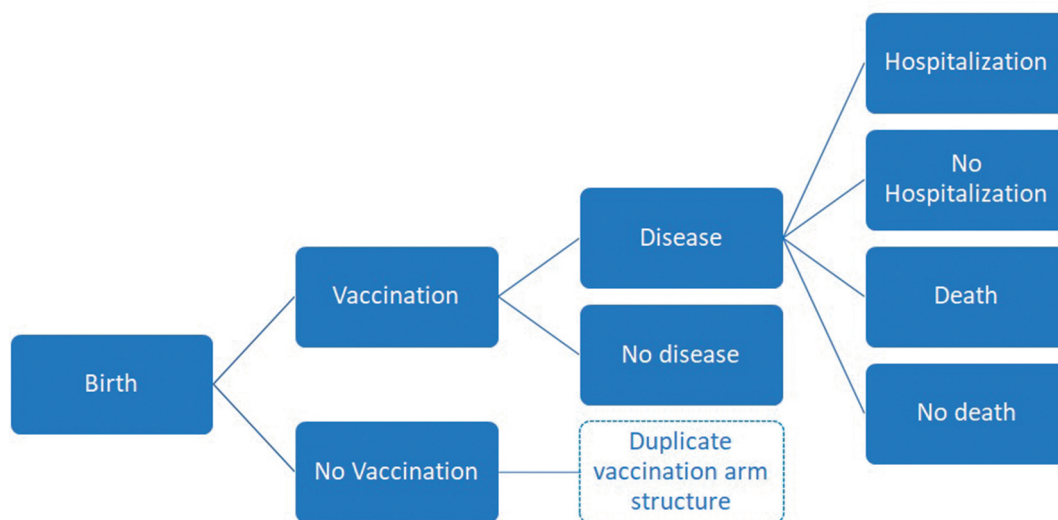 Birth
Vaccination
No Vaccination
Disease
No disease
Duplicate
vaccination arm
structure
Hospitalization
No
Hospitalization
Death
No death